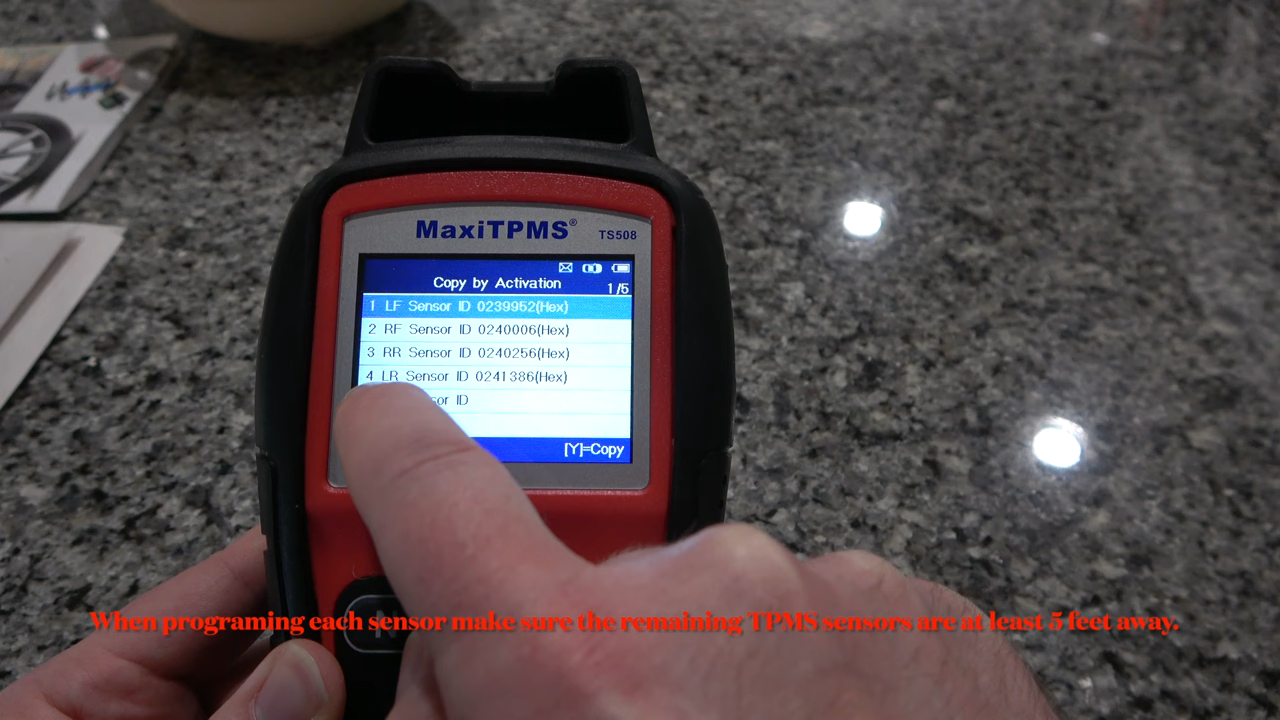 MaxiTPMS®
TS508
Copy by Activation
1/5
1 LF Sensor ID 0239952(Hex)
2 RF Sensor ID 0240006(Hex)
3 RR Sensor ID 0240256(Hex)
4 LR Sensor ID 0241386(Hex)
ID
[Y]=Copy
N
When programing each sensor make sure the remaining TPMS sensors are at least 5 feet away.